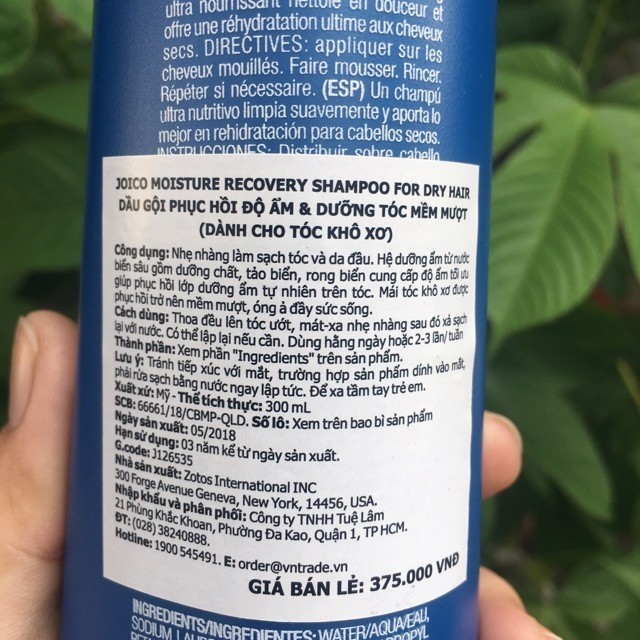 ultra nourrissant nettoie en douceur et
offre une réhydratation ultime aux cheveux
secs. DIRECTIVES: appliquer sur les
cheveux mouillés. Faire mousser. Rincer.
Répéter si nécessaire. (ESP) Un champú
ultra nutritivo limpia suavemente y aporta lo
mejor en rehidratación para cabellos secos.
INSTRUCCIONES: Distribuir sobre cabello
JOICO MOISTURE RECOVERY SHAMPOO FOR DRY HAIR
DẦU GỘI PHỤC HỒI ĐỘ ẨM & DƯỠNG TÓC MỀM MƯỢT
(DÀNH CHO TÓC KHÔ XƠ)
Công dụng: Nhẹ nhàng làm sạch tóc và da đầu. Hệ dưỡng ẩm từ nước
biển sâu gồm dưỡng chất, tảo biển, rong biển cung cấp độ ẩm tối ưu
giúp phục hồi lớp dưỡng ẩm tự nhiên trên tóc. Mái tóc khô xơ được
phục hồi trở nên mềm mượt, óng ả đầy sức sống.
Cách dùng: Thoa đều lên tóc ướt, mát-xa nhẹ nhàng sau đó xả sạch
lại với nước. Có thể lặp lại nếu cần. Dùng hằng ngày hoặc 2-3 lần/ tuần
Thành phần: Xem phần "Ingredients" trên sản phẩm.
Lưu ý: Tránh tiếp xúc với mắt, trường hợp sản phẩm dính vào mắt,
phải rửa sạch bằng nước ngay lập tức. Để xa tầm tay trẻ em.
Xuất xứ: Mỹ - Thể tích thực: 300 mL
SCB: 66661/18/CBMP-QLD. Số lô: Xem trên bao bì sản phẩm
Ngày sản xuất: 05/2018
Hạn sử dụng: 03 năm kể từ ngày sản xuất.
G.code: J126535
Nhà sản xuất: Zotos International INC
300 Forge Avenue Geneva, New York, 14456, USA.
Nhập khẩu và phân phối: Công ty TNHH Tuệ Lâm
21 Phùng Khắc Khoan, Phường Đa Kao, Quận 1, TP HCM.
ĐT: (028) 38240888.
Hotline: 1900 545491. E: order@vntrade.vn
GIÁ BÁN LẺ: 375.000 VNĐ
INGREDIENTS/INGRÉDIENTS: WATER/AQUA/EAU,